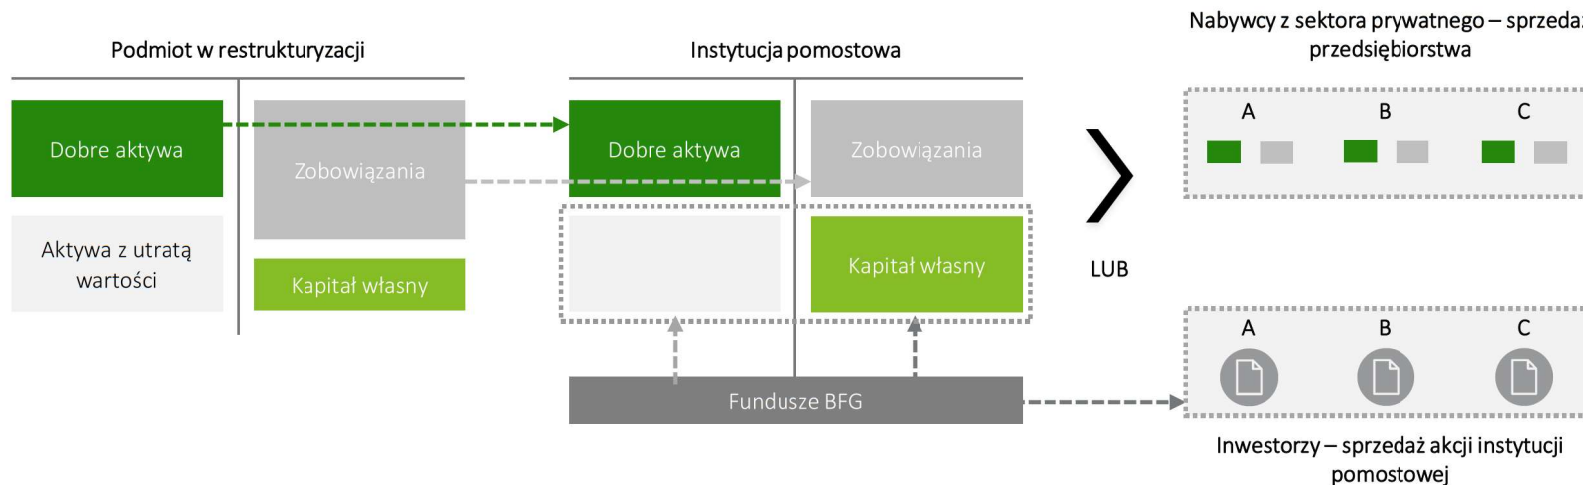 Podmiot w restrukturyzacji
Dobre aktywa
Zobowiązania
Aktywa z utratą
wartości
Kapitał własny
Instytucja pomostowa
Dobre aktywa
Zobowiązania
Kapitał własny
Fundusze BFG
LUB
Nabywcy z sektora prywatnego – sprzedaż
przedsiębiorstwa
A B C
A B C
Inwestorzy – sprzedaż akcji instytucji
pomostowej